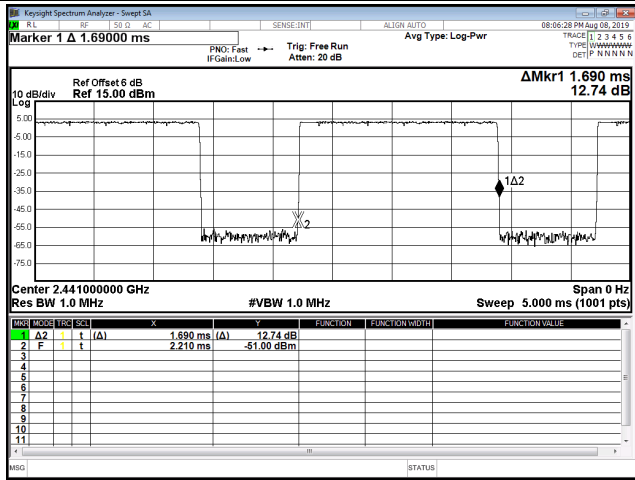 Keysight Spectrum Analyzer - Swept SA
RL RF 50 Ω AC SENSE:INT ALIGN AUTO 08:06:28 PM Aug 08, 2019
Marker 1 Δ 1.69000 ms
PNO: Fast Trig: Free Run Avg Type: Log-Pwr TRACE 1 2 3 4 5 6
IFGain:Low Atten: 20 dB TYPE WWWWWW
DET P NNNNN
ΔMkr1 1.690 ms
12.74 dB
Ref Offset 6 dB
10 dB/div Ref 15.00 dBm
Log
5.00
-5.00
-15.0
-25.0
-35.0
-45.0
-55.0
-65.0
-75.0
1Δ2
2
Center 2.441000000 GHz Span 0 Hz
Res BW 1.0 MHz #VBW 1.0 MHz Sweep 5.000 ms (1001 pts)
MKR MODE TRC SCL X Y FUNCTION FUNCTION WIDTH FUNCTION VALUE
1 Δ2 1 t (Δ) 1.690 ms (Δ) 12.74 dB
2 F 1 t 2.210 ms -51.00 dBm
3
4
5
6
7
8
9
10
11
MSG STATUS